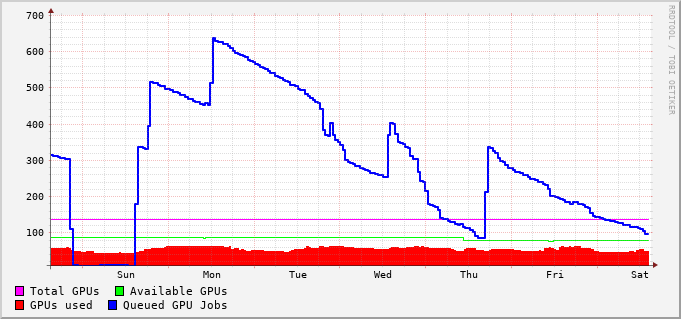 700
600
500
400
300
200
100
Sun Mon Tue Wed Thu Fri Sat
Total GPUs Available GPUs
GPUs used Queued GPU Jobs
RRDTOOL / TOBI OETIKER